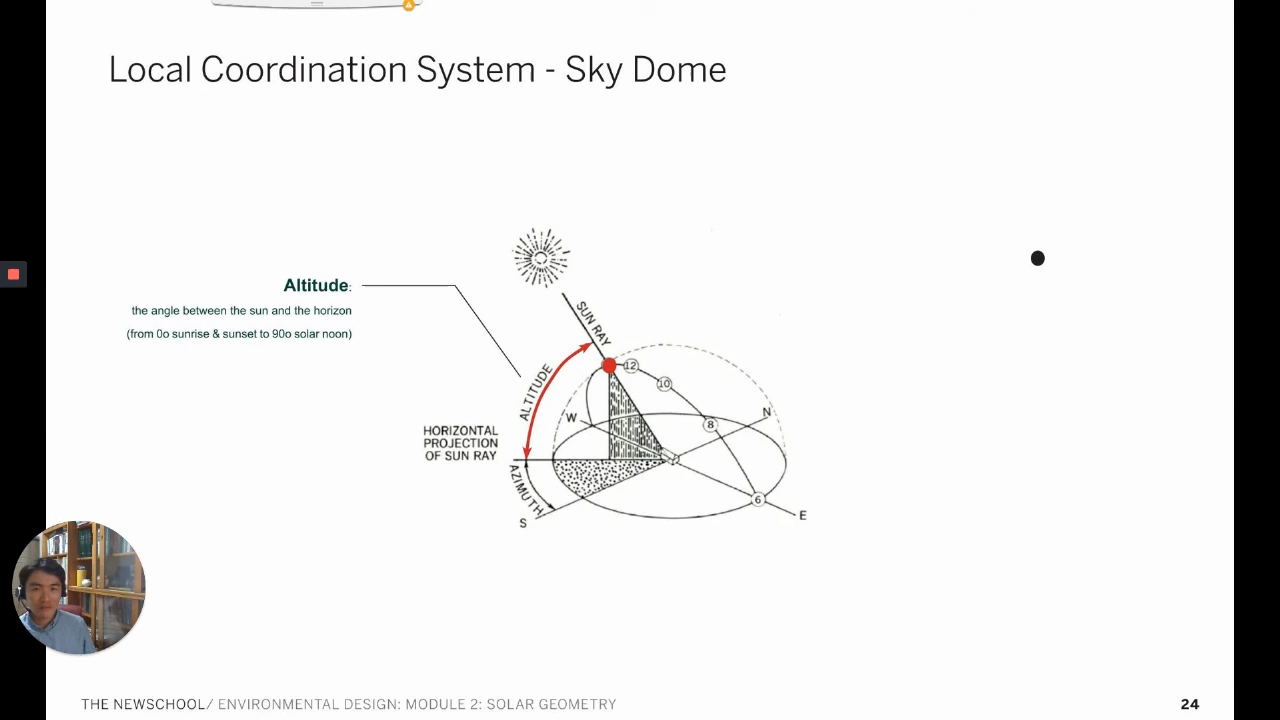 Local Coordination System - Sky Dome
Altitude:
the angle between the sun and the horizon
(from 0o sunrise & sunset to 90o solar noon)
SUN RAY
ALTITUDE
12
10
8
6
W
N
HORIZONTAL
PROJECTION
OF SUN RAY
AZIMUTH
S
E
THE NEWSCHOOL/ ENVIRONMENTAL DESIGN: MODULE 2: SOLAR GEOMETRY
24